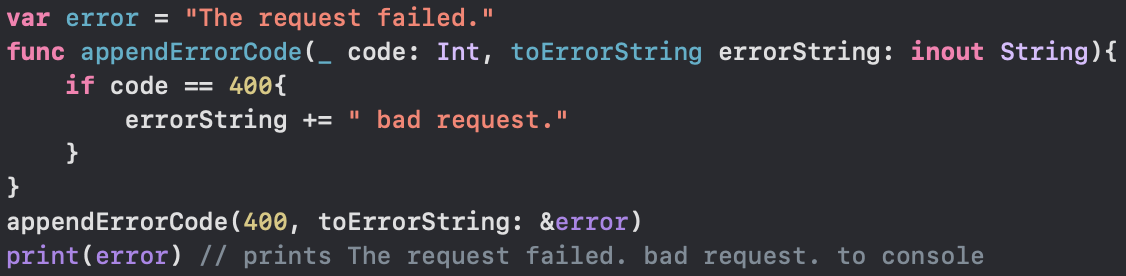 var error = "The request failed."
func appendErrorCode(_ code: Int, toErrorString errorString: inout String){
    if code == 400{
        errorString += " bad request."
    }
}
appendErrorCode(400, toErrorString: &error)
print(error) // prints The request failed. bad request. to console